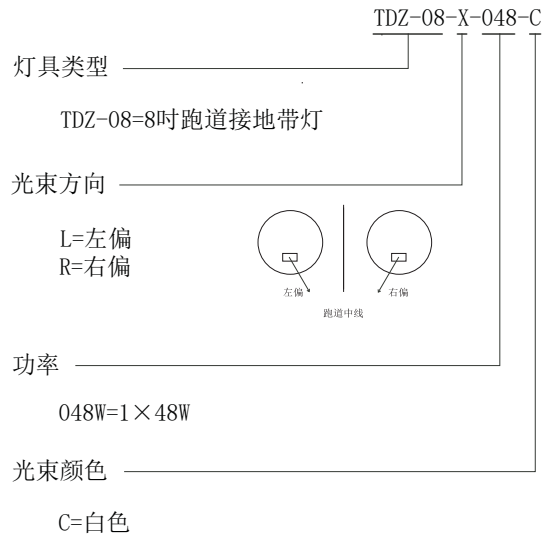 TDZ-08-X-048-C
灯具类型
TDZ-08=8吋跑道接地带灯
光束方向
L=左偏
R=右偏
左偏
右偏
跑道中线
功率
048W=1×48W
光束颜色
C=白色